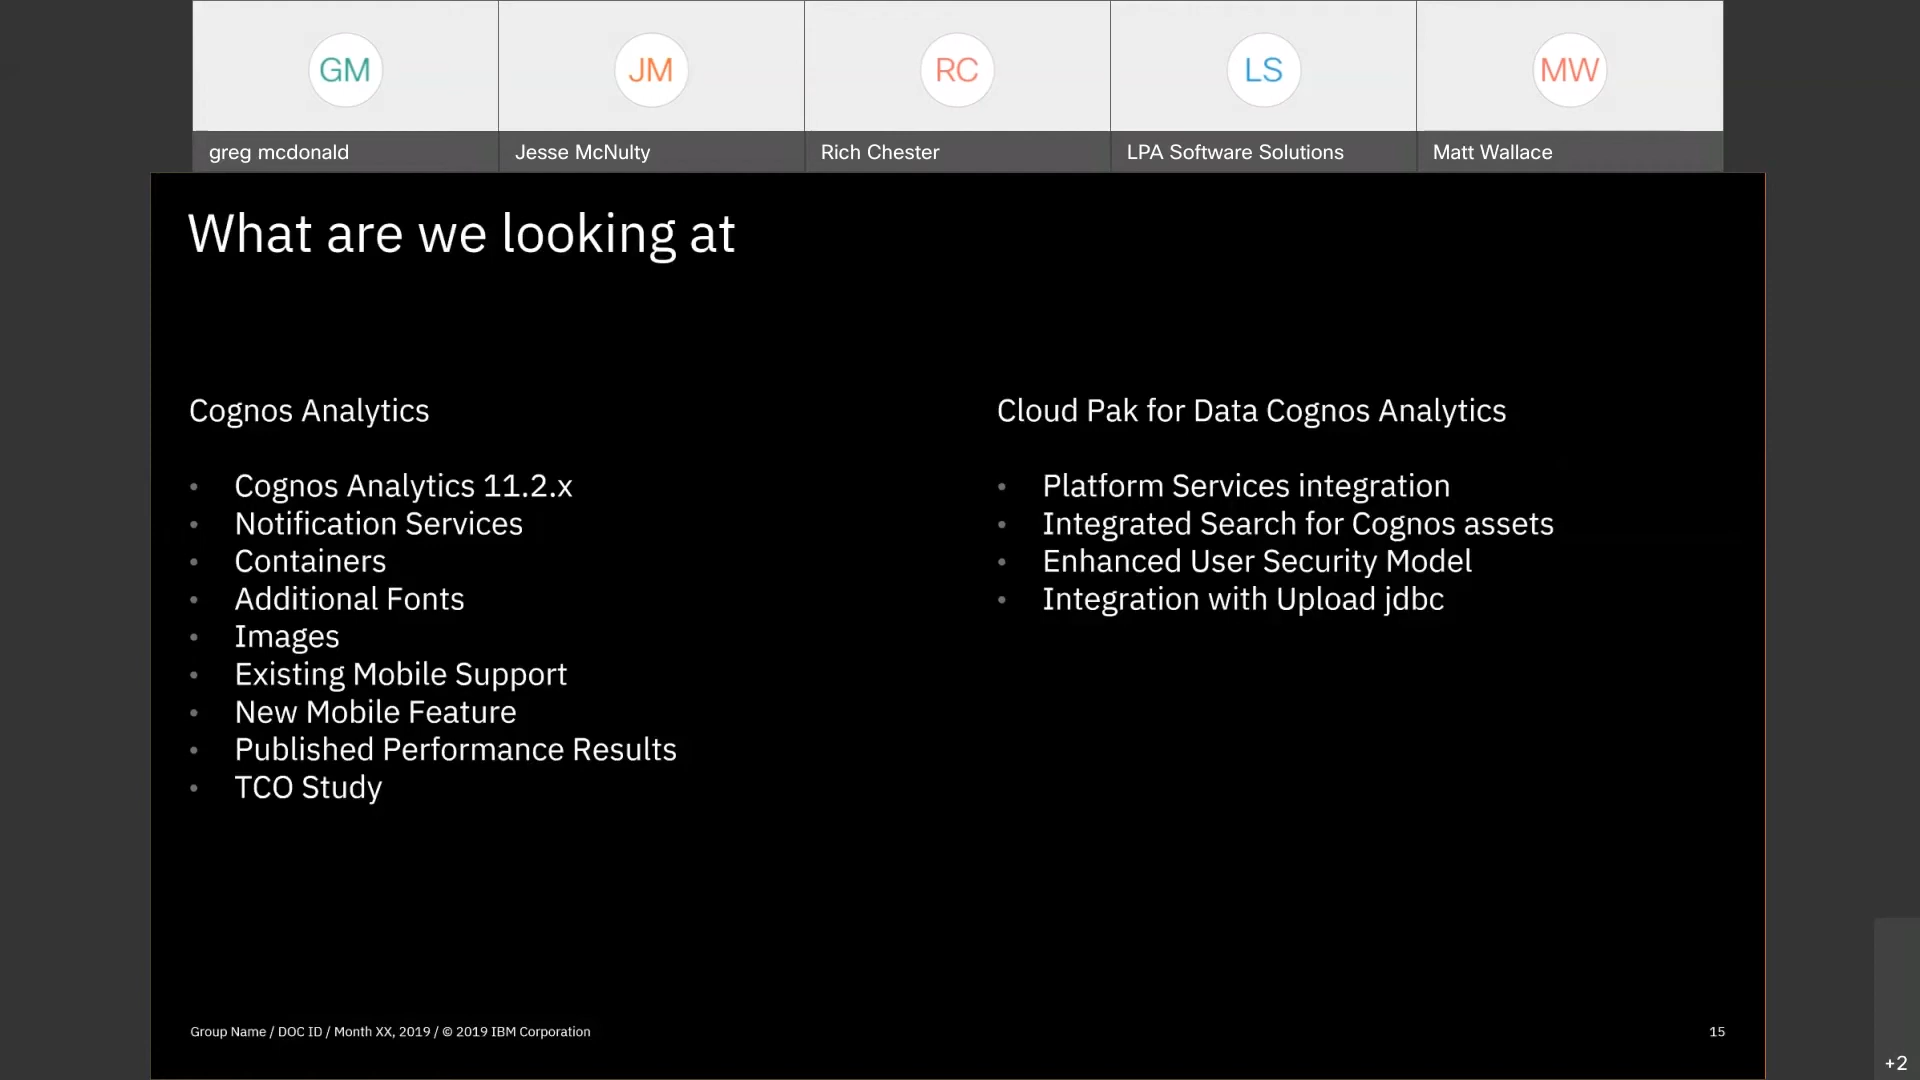 GM
JM
RC
LS
MW
greg mcdonald
Jesse McNulty
Rich Chester
LPA Software Solutions
Matt Wallace
What are we looking at
Cognos Analytics
• Cognos Analytics 11.2.x
• Notification Services
• Containers
• Additional Fonts
• Images
• Existing Mobile Support
• New Mobile Feature
• Published Performance Results
• TCO Study
Cloud Pak for Data Cognos Analytics
• Platform Services integration
• Integrated Search for Cognos assets
• Enhanced User Security Model
• Integration with Upload jdbc
Group Name / DOC ID / Month XX, 2019 / © 2019 IBM Corporation
15
+2